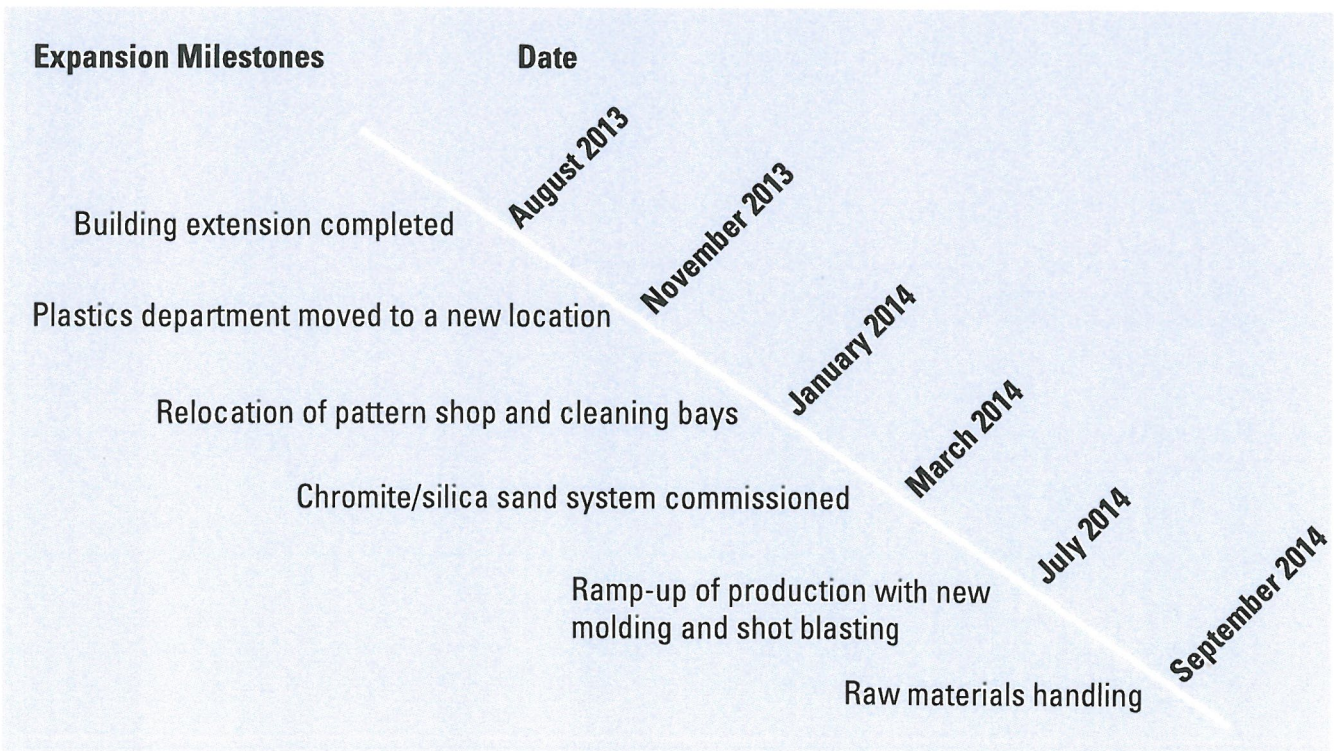 Expansion Milestones
Date
Building extension completed
August 2013
Plastics department moved to a new location
November 2013
Relocation of pattern shop and cleaning bays
January 2014
Chromite/silica sand system commissioned
March 2014
Ramp-up of production with new
molding and shot blasting
July 2014
Raw materials handling
September 2014